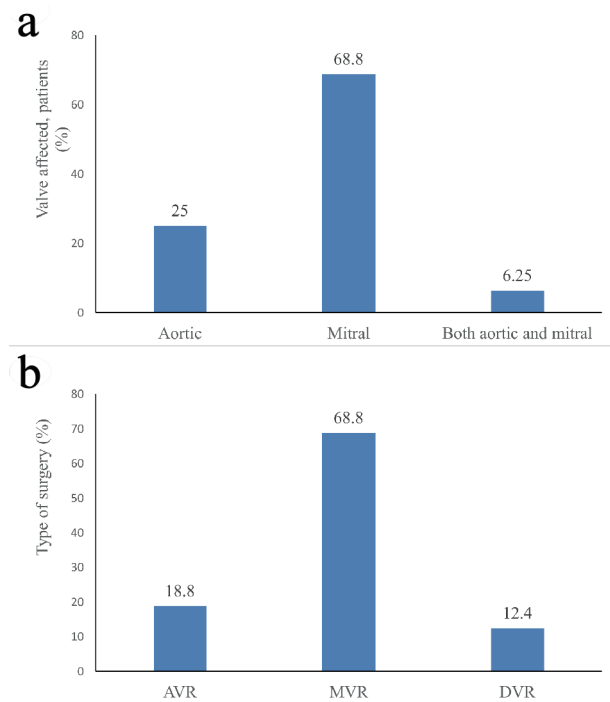 a
Valve affected, patients
(%)
80
60
40
20
0
25
68.8
6.25
Aortic
Mitral
Both aortic and mitral
b
Type of surgery (%)
80
70
60
50
40
30
20
10
0
18.8
68.8
12.4
AVR
MVR
DVR